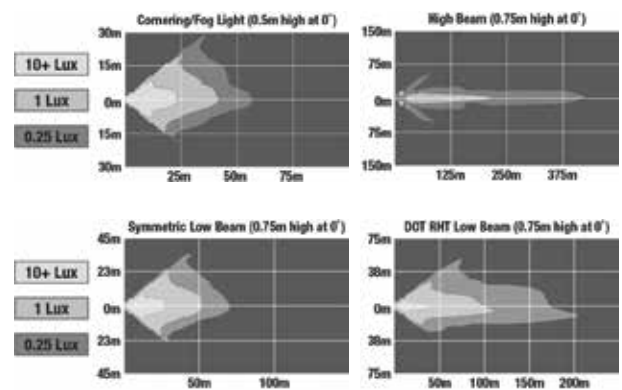 Cornering/Fog Light (0.5m high at 0°)
30m
15m
0m
15m
30m
25m 50m 75m
10+ Lux
1 Lux
0.25 Lux
High Beam (0.75m high at 0°)
150m
75m
0m
75m
150m
125m 250m 375m
Symmetric Low Beam (0.75m high at 0°)
45m
23m
0m
23m
45m
50m 100m
10+ Lux
1 Lux
0.25 Lux
DOT RHT Low Beam (0.75m high at 0°)
75m
38m
0m
38m
75m
50m 100m 150m 200m